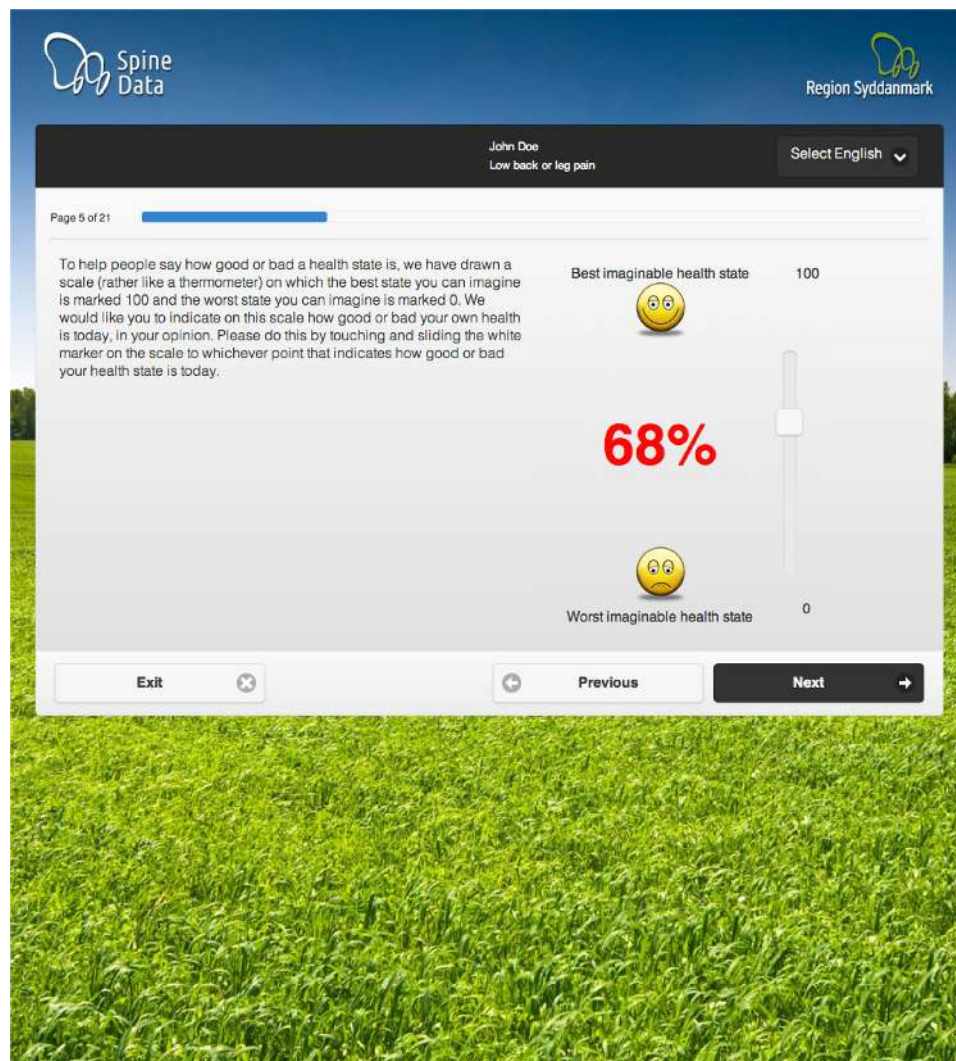 Spine
Data
Region Syddanmark
John Doe
Low back or leg pain
Select English
Page 5 of 21
To help people say how good or bad a health state is, we have drawn a
scale (rather like a thermometer) on which the best state you can imagine
is marked 100 and the worst state you can imagine is marked 0. We
would like you to indicate on this scale how good or bad your own health
is today, in your opinion. Please do this by touching and sliding the white
marker on the scale to whichever point that indicates how good or bad
your health state is today.
Best imaginable health state 100
68%
Worst imaginable health state 0
Exit
Previous
Next